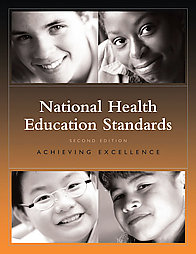 National Health
Education Standards
SECOND EDITION
ACHIEVING EXCELLENCE